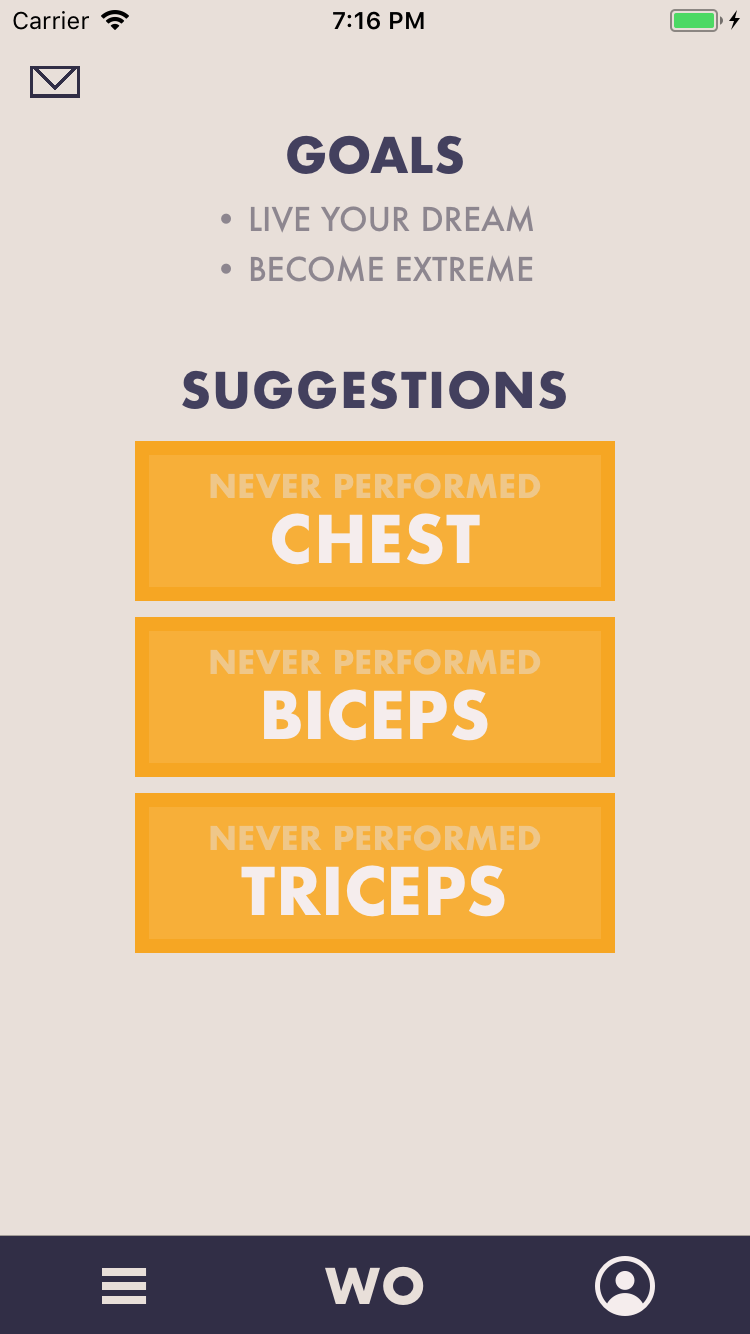 Carrier 7:16 PM
GOALS
• LIVE YOUR DREAM
• BECOME EXTREME
SUGGESTIONS
NEVER PERFORMED
CHEST
NEVER PERFORMED
BICEPS
NEVER PERFORMED
TRICEPS
WO